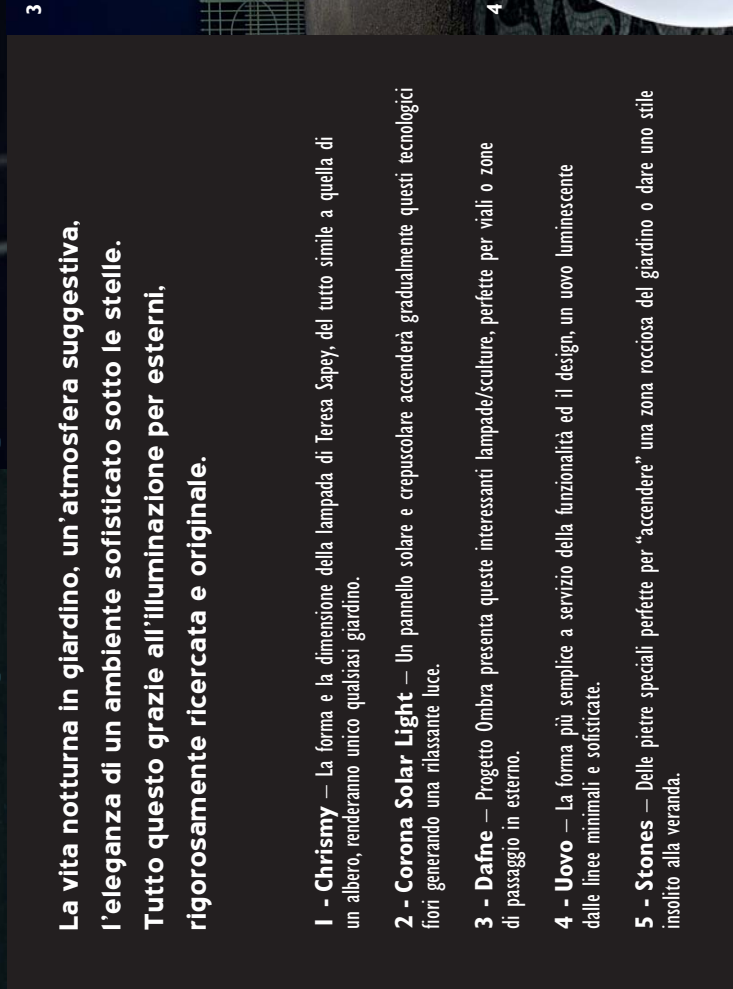 3
4
La vita notturna in giardino, un’atmosfera suggestiva,
l’eleganza di un ambiente sofisticato sotto le stelle.
Tutto questo grazie all’illuminazione per esterni,
rigorosamente ricercata e originale.
1 - Chrismy – La forma e la dimensione della lampada di Teresa Sapey, del tutto simile a quella di
un albero, renderanno unico qualsiasi giardino.
2 - Corona Solar Light – Un pannello solare e crepuscolare accenderà gradualmente questi tecnologici
fiori generando una rilassante luce.
3 - Dafne – Progetto Ombra presenta queste interessanti lampade/sculture, perfette per viali o zone
di passaggio in esterno.
4 - Uovo – La forma più semplice a servizio della funzionalità ed il design, un uovo luminescente
dalle linee minimali e sofisticate.
5 - Stones – Delle pietre speciali perfette per “accendere” una zona rocciosa del giardino o dare uno stile
insolito alla veranda.